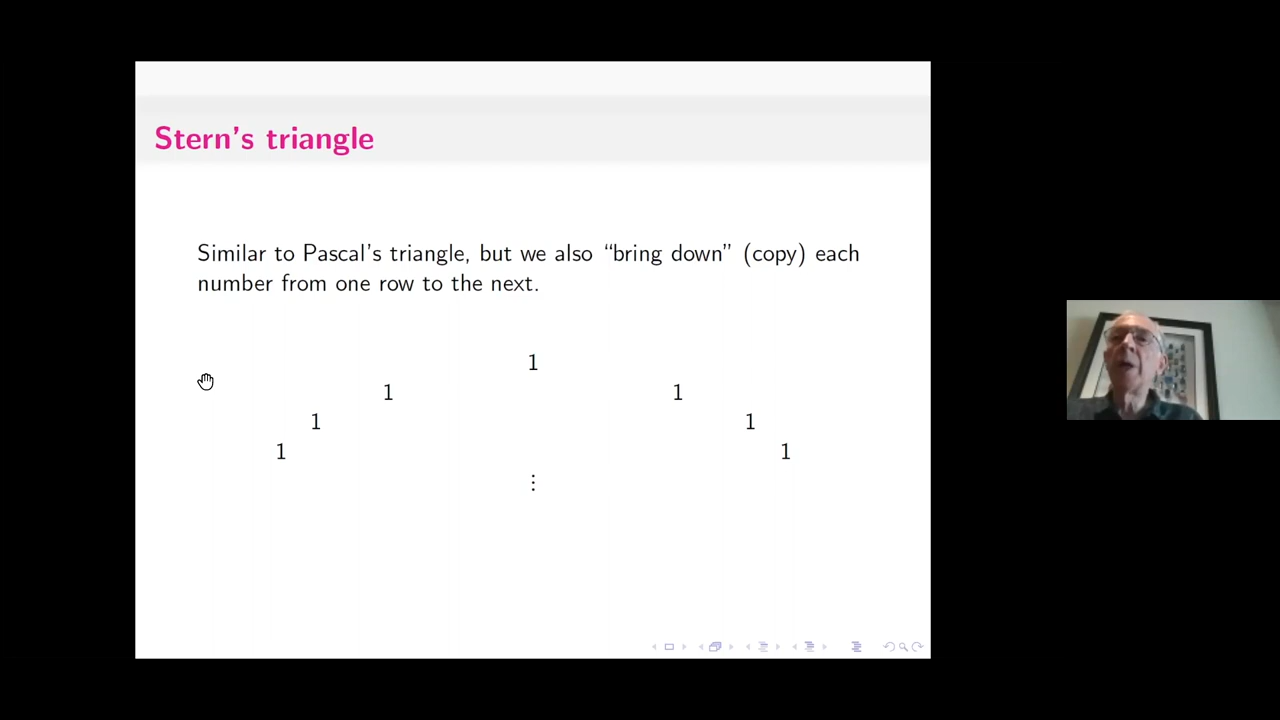 Stern's triangle
Similar to Pascal's triangle, but we also “bring down” (copy) each
number from one row to the next.
1
1 1
1 1
1 1
⋮